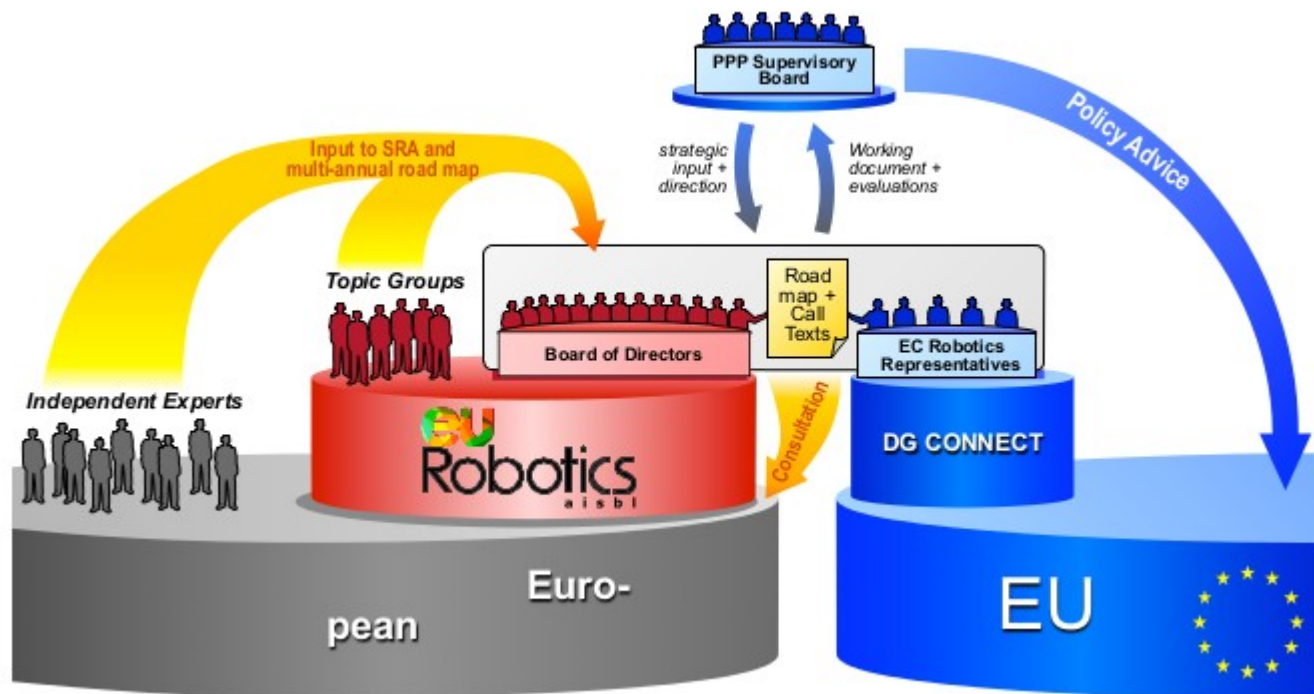 PPP Supervisory
Board
Policy Advice
Input to SRA and
multi-annual road map
strategic
input +
direction
Working
document +
evaluations
Topic Groups
Road
map +
Call
Texts
Board of Directors
EC Robotics
Representatives
Independent Experts
eU
Robotics
aisbl
Consultation
DG CONNECT
Euro-
pean
EU